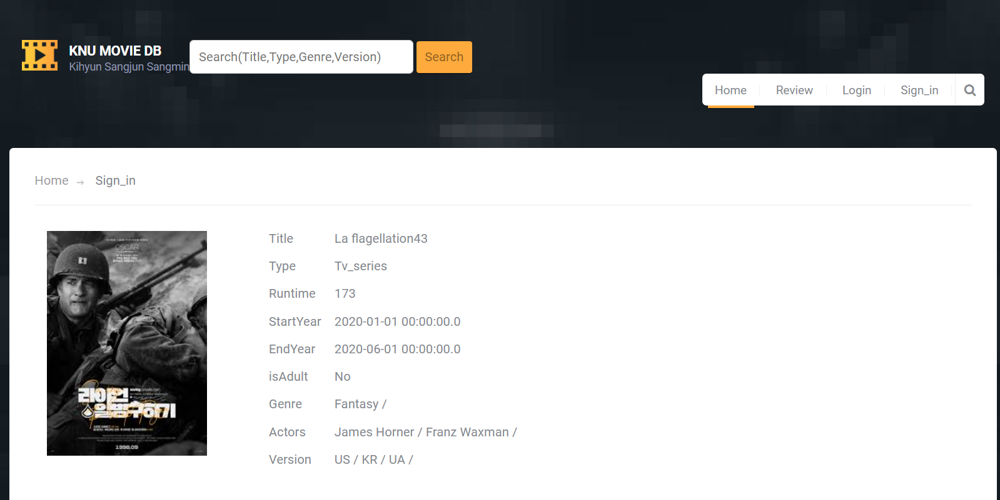 KNU MOVIE DB
Kihyun Sangjun Sangmin
Search(Title,Type,Genre,Version)
Search
Home
Review
Login
Sign_in
Home → Sign_in
Title La flagellation43
Type Tv_series
Runtime 173
StartYear 2020-01-01 00:00:00.0
EndYear 2020-06-01 00:00:00.0
isAdult No
Genre Fantasy /
Actors James Horner / Franz Waxman /
Version US / KR / UA /
OSCAR
라이언
saving private ryan
일병구하기
1998.09